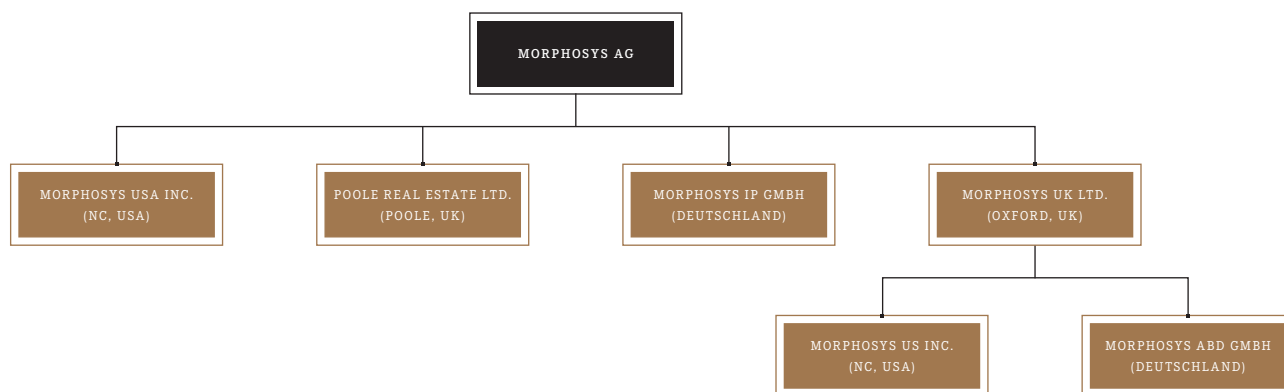 MORPHOSYS AG
MORPHOSYS USA INC.
(NC, USA)
POOLE REAL ESTATE LTD.
(POOLE, UK)
MORPHOSYS IP GMBH
(DEUTSCHLAND)
MORPHOSYS UK LTD.
(OXFORD, UK)
MORPHOSYS US INC.
(NC, USA)
MORPHOSYS ABD GMBH
(DEUTSCHLAND)